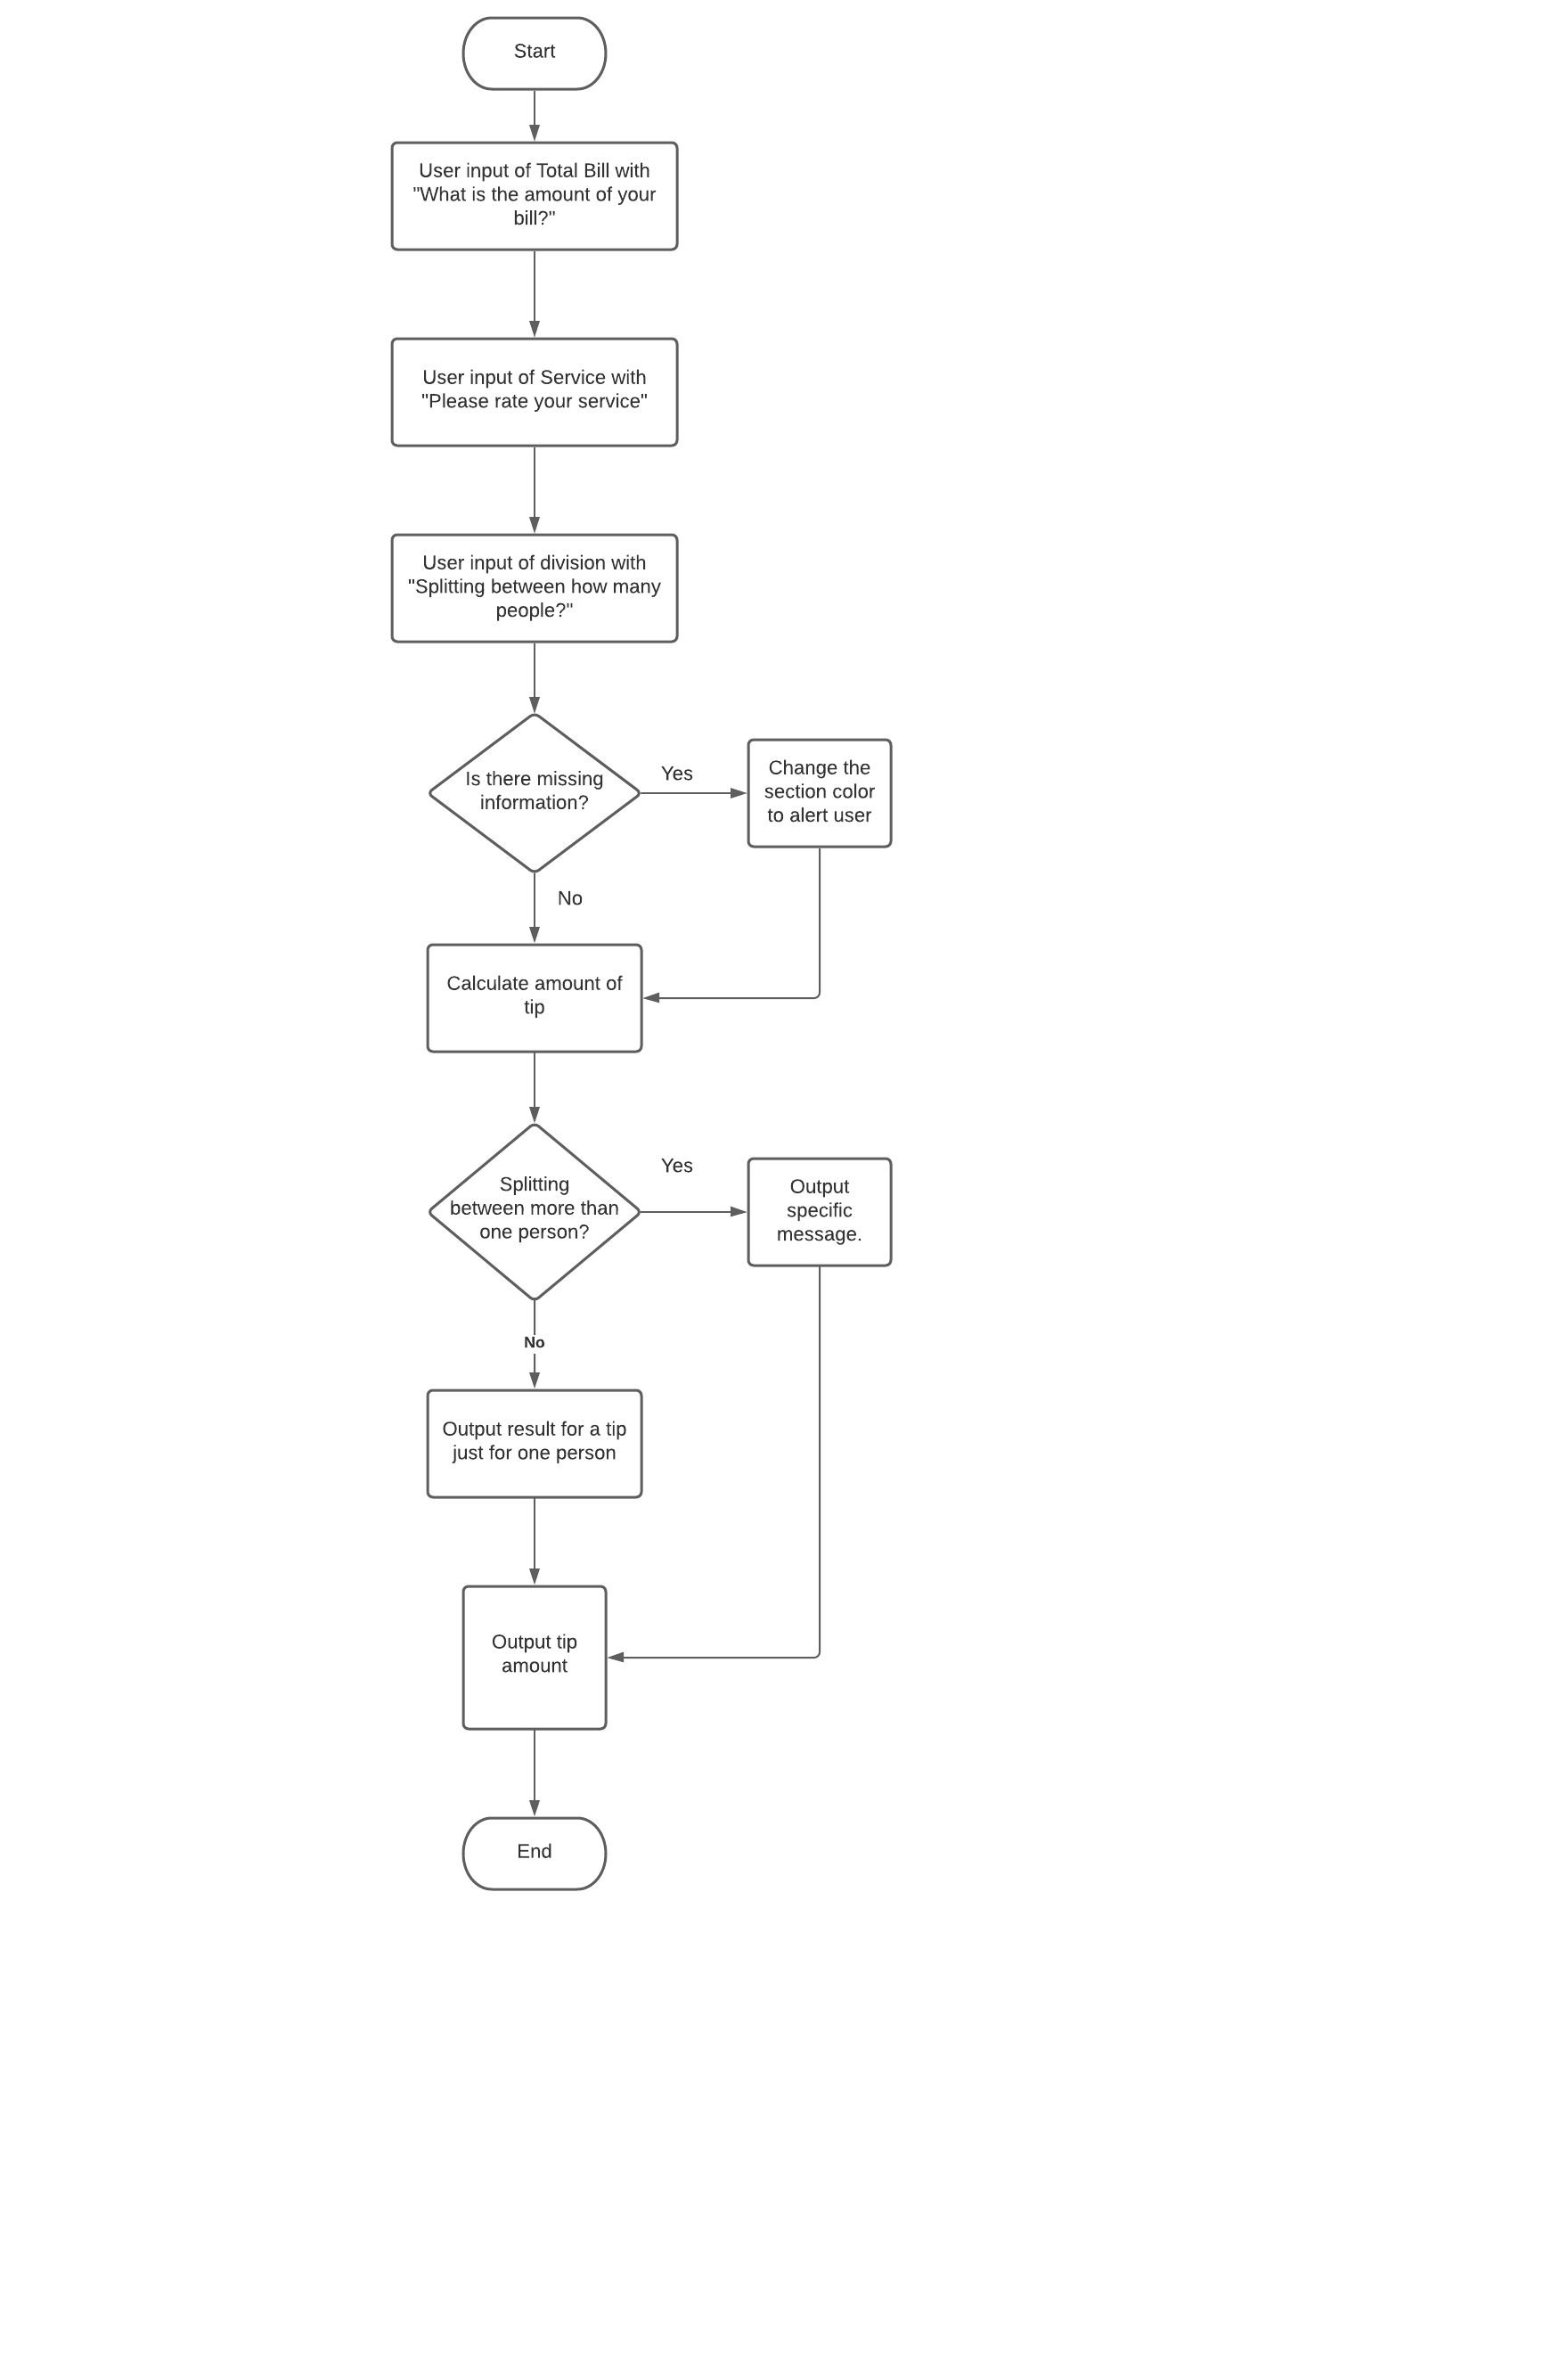 Start
User input of Total Bill with
"What is the amount of your
bill?"
User input of Service with
"Please rate your service"
User input of division with
"Splitting between how many
people?"
Is there missing
information?
Yes
Change the
section color
to alert user
No
Calculate amount of
tip
Splitting
between more than
one person?
Yes
Output
specific
message.
No
Output result for a tip
just for one person
Output tip
amount
End